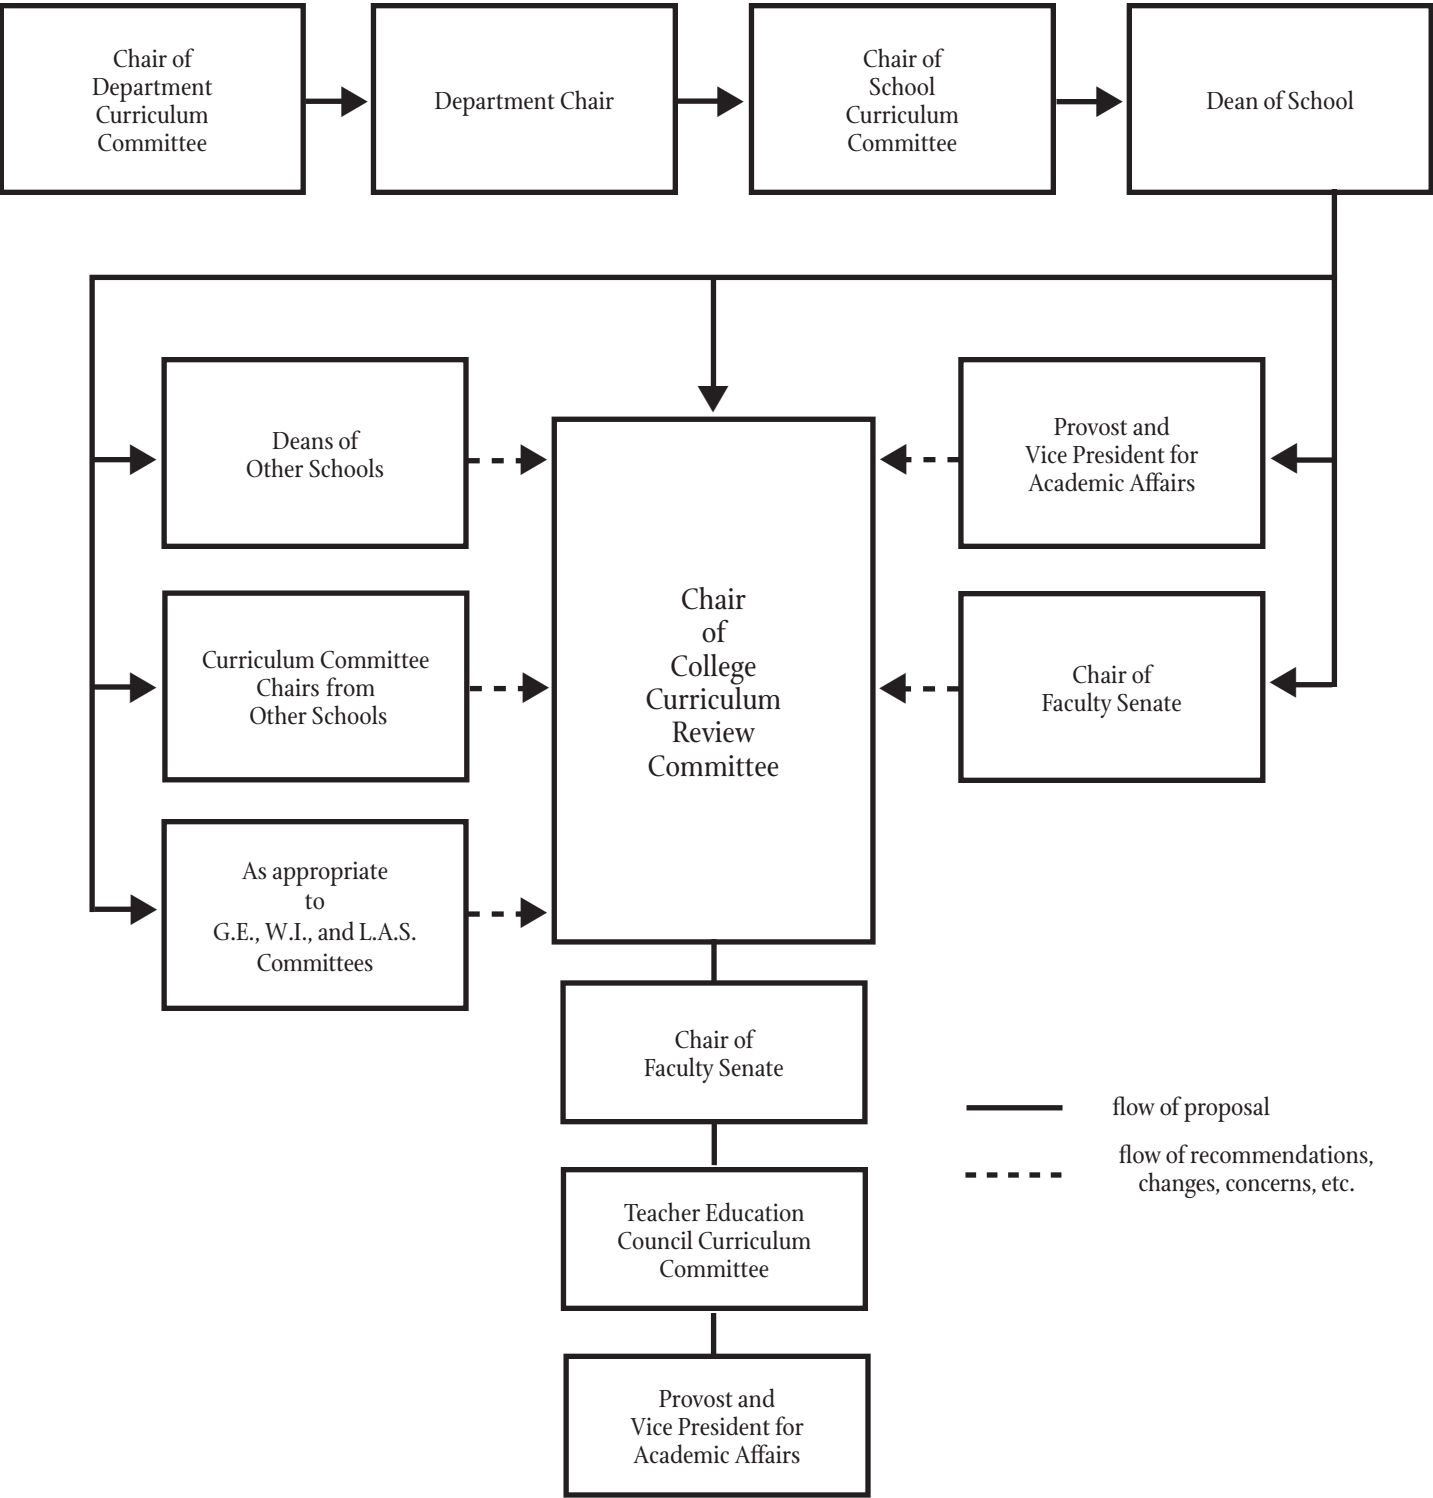 Chair of
Department
Curriculum
Committee
Department Chair
Chair of
School
Curriculum
Committee
Dean of School
Deans of
Other Schools
Provost and
Vice President for
Academic Affairs
Chair
of
College
Curriculum
Review
Committee
Curriculum Committee
Chairs from
Other Schools
Chair of
Faculty Senate
As appropriate
to
G.E., W.I., and L.A.S.
Committees
Chair of
Faculty Senate
flow of proposal
flow of recommendations,
changes, concerns, etc.
Teacher Education
Council Curriculum
Committee
Provost and
Vice President for
Academic Affairs